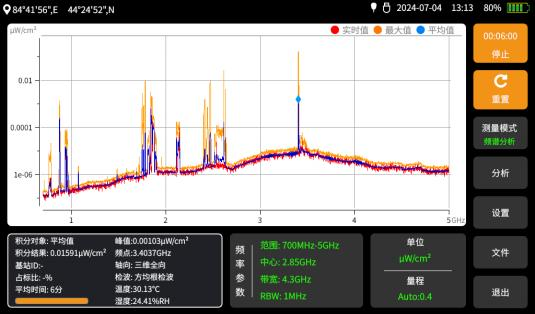 84°41'56",E 44°24'52",N 2024-07-04 13:13 80%
μW/cm²
实时值 最大值 平均值
0.01
0.0001
1e-06
1 2 3 4 5 GHz
00:06:00
停止
重置
测量模式
频谱分析
分析
设置
文件
退出
积分对象: 平均值
积分结果: 0.01591μW/cm²
基站ID:-
占标比: -%
平均时间: 6分
峰值:0.00103μW/cm²
频点:3.4037GHz
轴向: 三维全向
检波: 方均根检波
温度:30.13℃
湿度:24.41%RH
频率参数
范围: 700MHz-5GHz
中心: 2.85GHz
带宽: 4.3GHz
RBW: 1MHz
单位
μW/cm²
量程
Auto:0.4